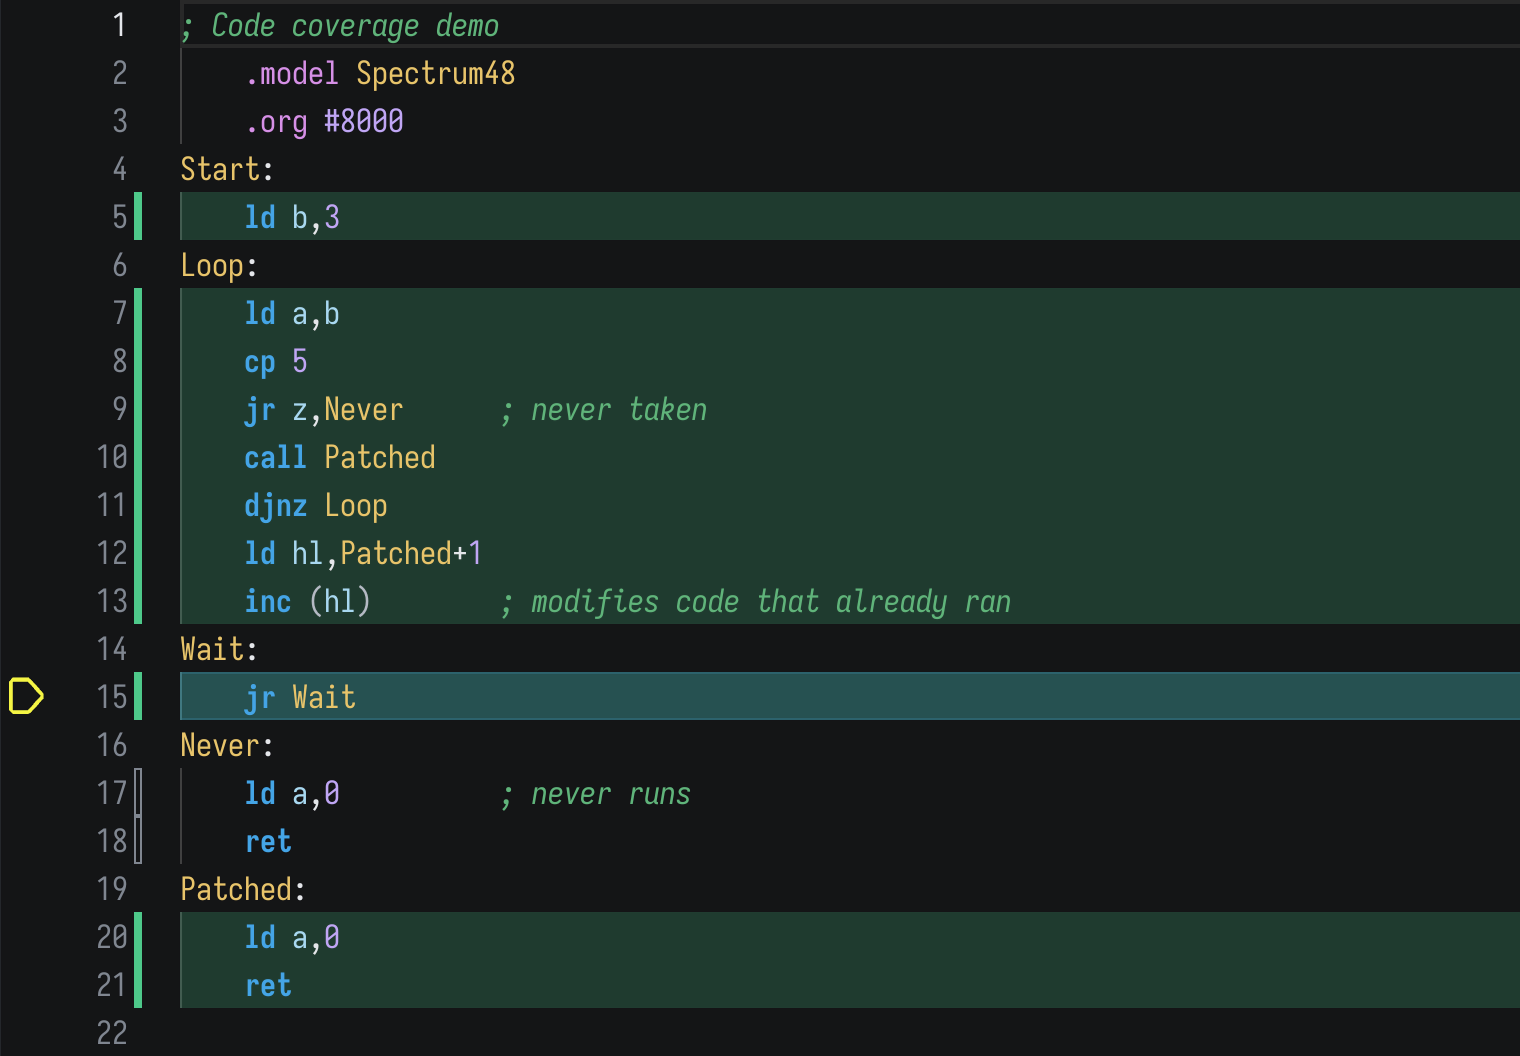 1 ; Code coverage demo
2 .model Spectrum48
3 .org #8000
4 Start:
5 ld b,3
6 Loop:
7 ld a,b
8 cp 5
9 jr z,Never ; never taken
10 call Patched
11 djnz Loop
12 ld hl,Patched+1
13 inc (hl) ; modifies code that already ran
14 Wait:
15 jr Wait
16 Never:
17 ld a,0 ; never runs
18 ret
19 Patched:
20 ld a,0
21 ret
22